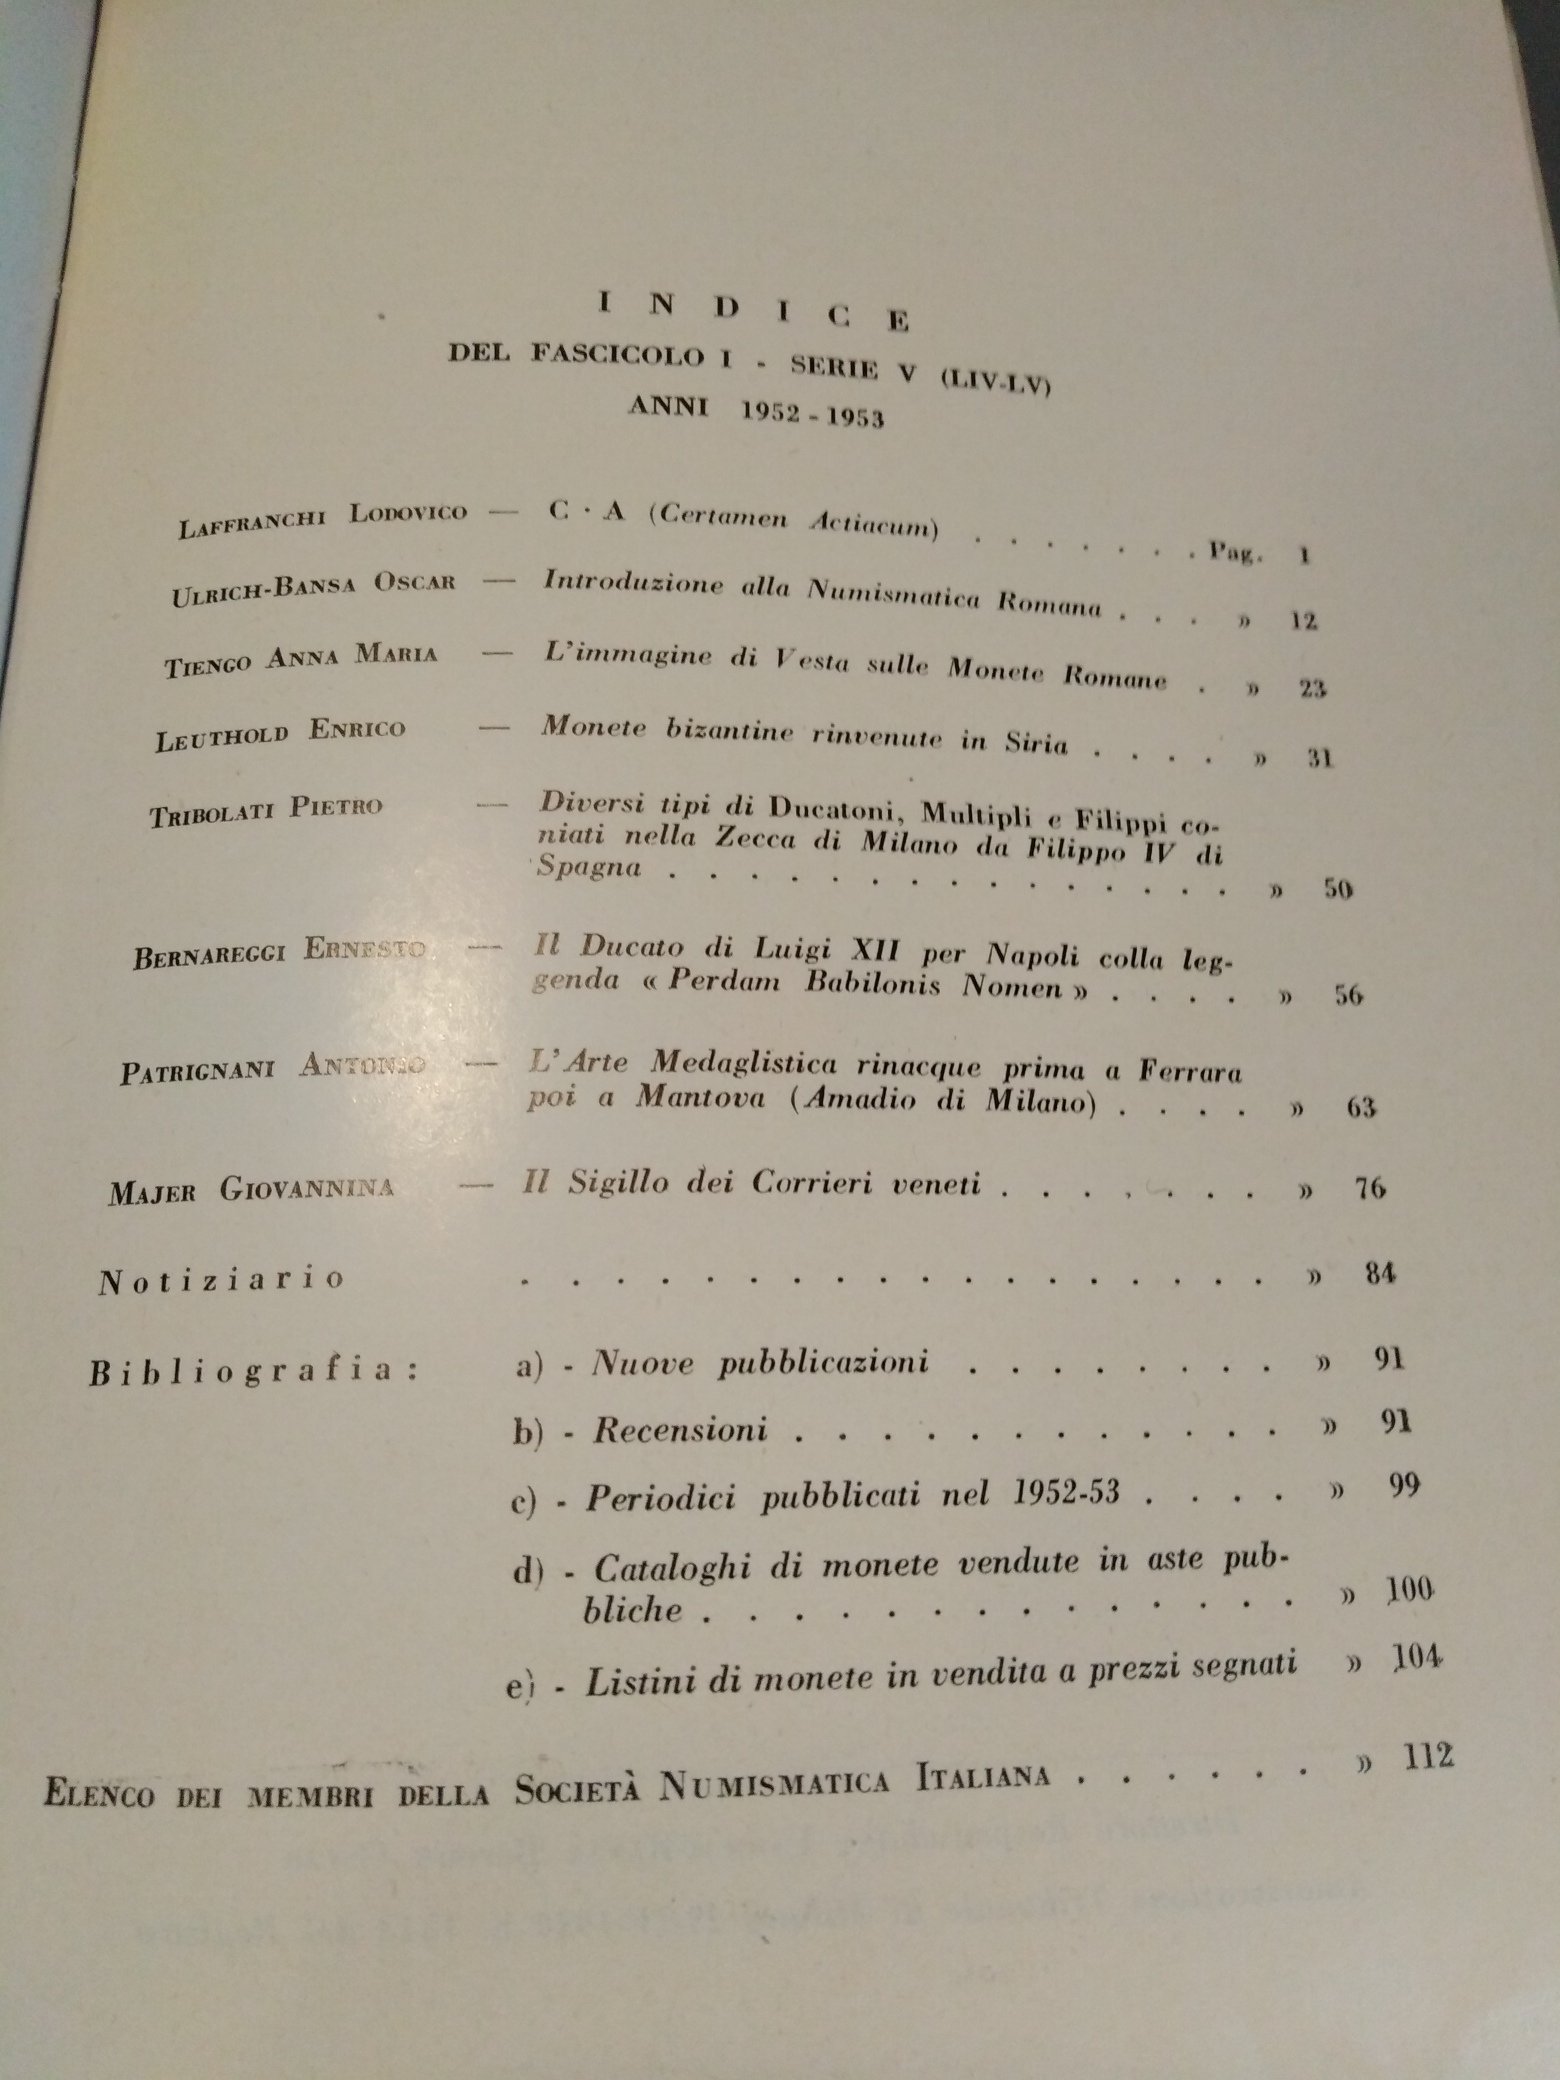 INDICE
DEL FASCICOLO I - SERIE V (LIV-LV)
ANNI 1952-1953
LAFFRANCHI LODOVICO — C · A (Certamen Actiacum) . . . . . . . Pag. 1
ULRICH-BANSA OSCAR — Introduzione alla Numismatica Romana . . . » 12
TIENGO ANNA MARIA — L'immagine di Vesta sulle Monete Romane . » 23
LEUTHOLD ENRICO — Monete bizantine rinvenute in Siria . . . . » 31
TRIBOLATI PIETRO — Diversi tipi di Ducatoni, Multipli e Filippi co-
niati nella Zecca di Milano da Filippo IV di
Spagna . . . . . . . . . . . . . . . » 50
BERNAREGGI ERNESTO — Il Ducato di Luigi XII per Napoli colla leg-
genda « Perdam Babilonis Nomen » . . . . » 56
PATRIGNANI ANTONIO — L'Arte Medaglistica rinacque prima a Ferrara
poi a Mantova (Amadio di Milano) . . . . » 63
MAJER GIOVANNINA — Il Sigillo dei Corrieri veneti . . . . . . . » 76
Notiziario . . . . . . . . . . . . . . . . . . » 84
Bibliografia: a) - Nuove pubblicazioni . . . . . . . . » 91
b) - Recensioni . . . . . . . . . . . . » 91
c) - Periodici pubblicati nel 1952-53 . . . . » 99
d) - Cataloghi di monete vendute in aste pub-
bliche . . . . . . . . . . . . . . » 100
e) - Listini di monete in vendita a prezzi segnati » 104
ELENCO DEI MEMBRI DELLA SOCIETÀ NUMISMATICA ITALIANA . . . . . . » 112